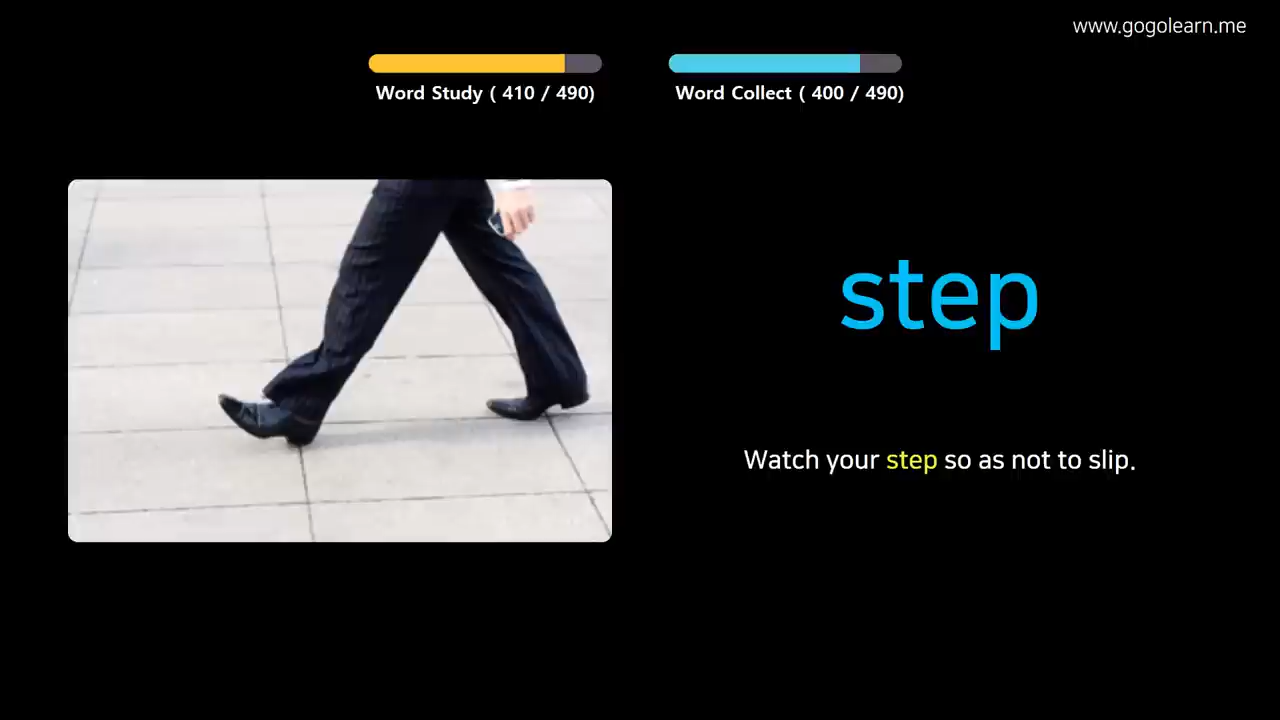 www.gogolearn.me
Word Study ( 410 / 490)
Word Collect ( 400 / 490)
step
Watch your step so as not to slip.